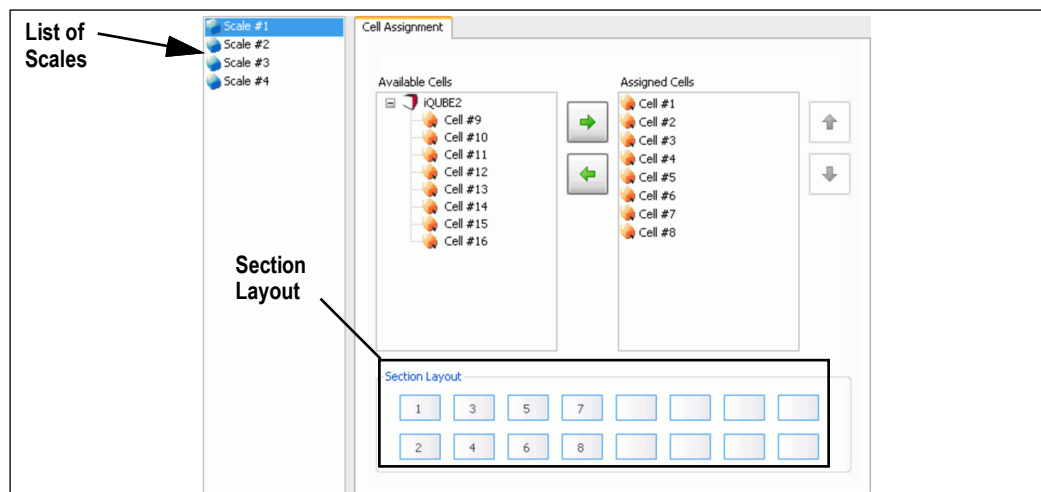 List of
Scales
Scale #1
Scale #2
Scale #3
Scale #4
Cell Assignment
Available Cells
iQUBE2
Cell #9
Cell #10
Cell #11
Cell #12
Cell #13
Cell #14
Cell #15
Cell #16
Assigned Cells
Cell #1
Cell #2
Cell #3
Cell #4
Cell #5
Cell #6
Cell #7
Cell #8
Section
Layout
Section Layout
1 3 5 7
2 4 6 8